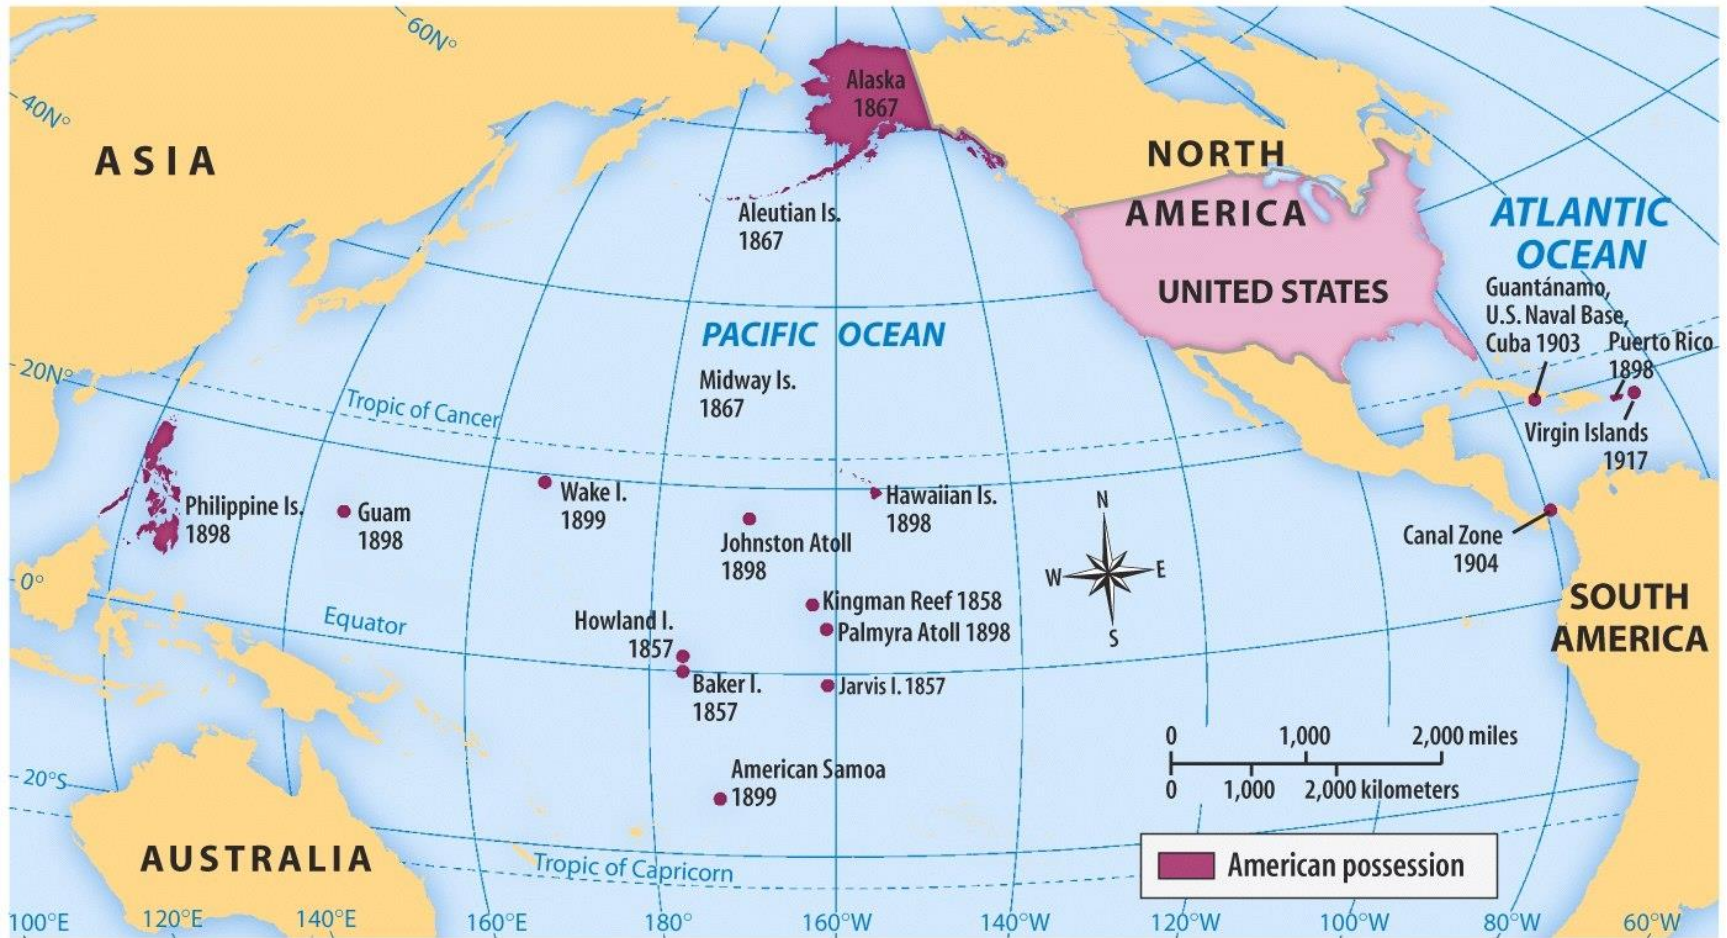 60N°
40N°
ASIA
Alaska
1867
NORTH
AMERICA
Aleutian Is.
1867
ATLANTIC
OCEAN
UNITED STATES
Guantánamo,
U.S. Naval Base,
Cuba 1903
Puerto Rico
1898
PACIFIC OCEAN
20N°
Midway Is.
1867
Tropic of Cancer
Virgin Islands
1917
Philippine Is.
1898
Guam
1898
Wake I.
1899
Hawaiian Is.
1898
Johnston Atoll
1898
N
W
E
S
Canal Zone
1904
0°
Equator
Kingman Reef 1858
Palmyra Atoll 1898
Howland I.
1857
Baker I.
1857
Jarvis I. 1857
SOUTH
AMERICA
0 1,000 2,000 miles
0 1,000 2,000 kilometers
20°S
American Samoa
1899
AUSTRALIA
Tropic of Capricorn
American possession
100°E 120°E 140°E 160°E 180° 160°W 140°W 120°W 100°W 80°W 60°W